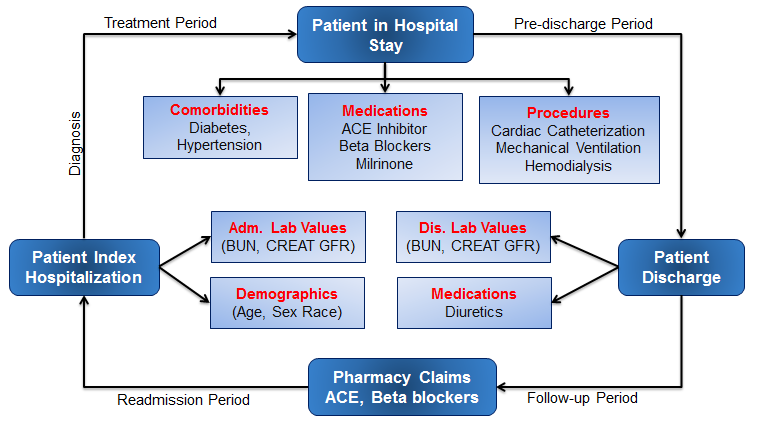 Treatment Period
Patient in Hospital
Stay
Pre-discharge Period
Diagnosis
Comorbidities
Diabetes,
Hypertension
Medications
ACE Inhibitor
Beta Blockers
Milrinone
Procedures
Cardiac Catheterization
Mechanical Ventilation
Hemodialysis
Patient Index
Hospitalization
Adm. Lab Values
(BUN, CREAT GFR)
Dis. Lab Values
(BUN, CREAT GFR)
Patient
Discharge
Demographics
(Age, Sex Race)
Medications
Diuretics
Readmission Period
Pharmacy Claims
ACE, Beta blockers
Follow-up Period